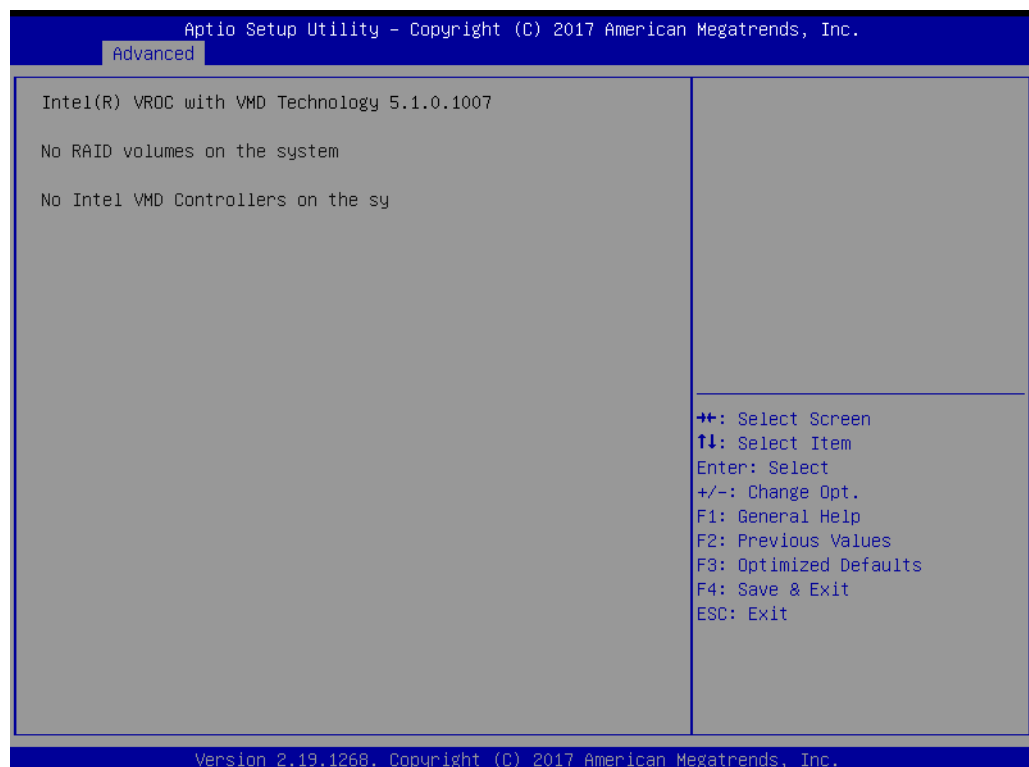 Aptio Setup Utility – Copyright (C) 2017 American Megatrends, Inc.
Advanced
Intel(R) VROC with VMD Technology 5.1.0.1007
No RAID volumes on the system
No Intel VMD Controllers on the sy
→←: Select Screen
↑↓: Select Item
Enter: Select
+/-: Change Opt.
F1: General Help
F2: Previous Values
F3: Optimized Defaults
F4: Save & Exit
ESC: Exit
Version 2.19.1268. Copyright (C) 2017 American Megatrends, Inc.